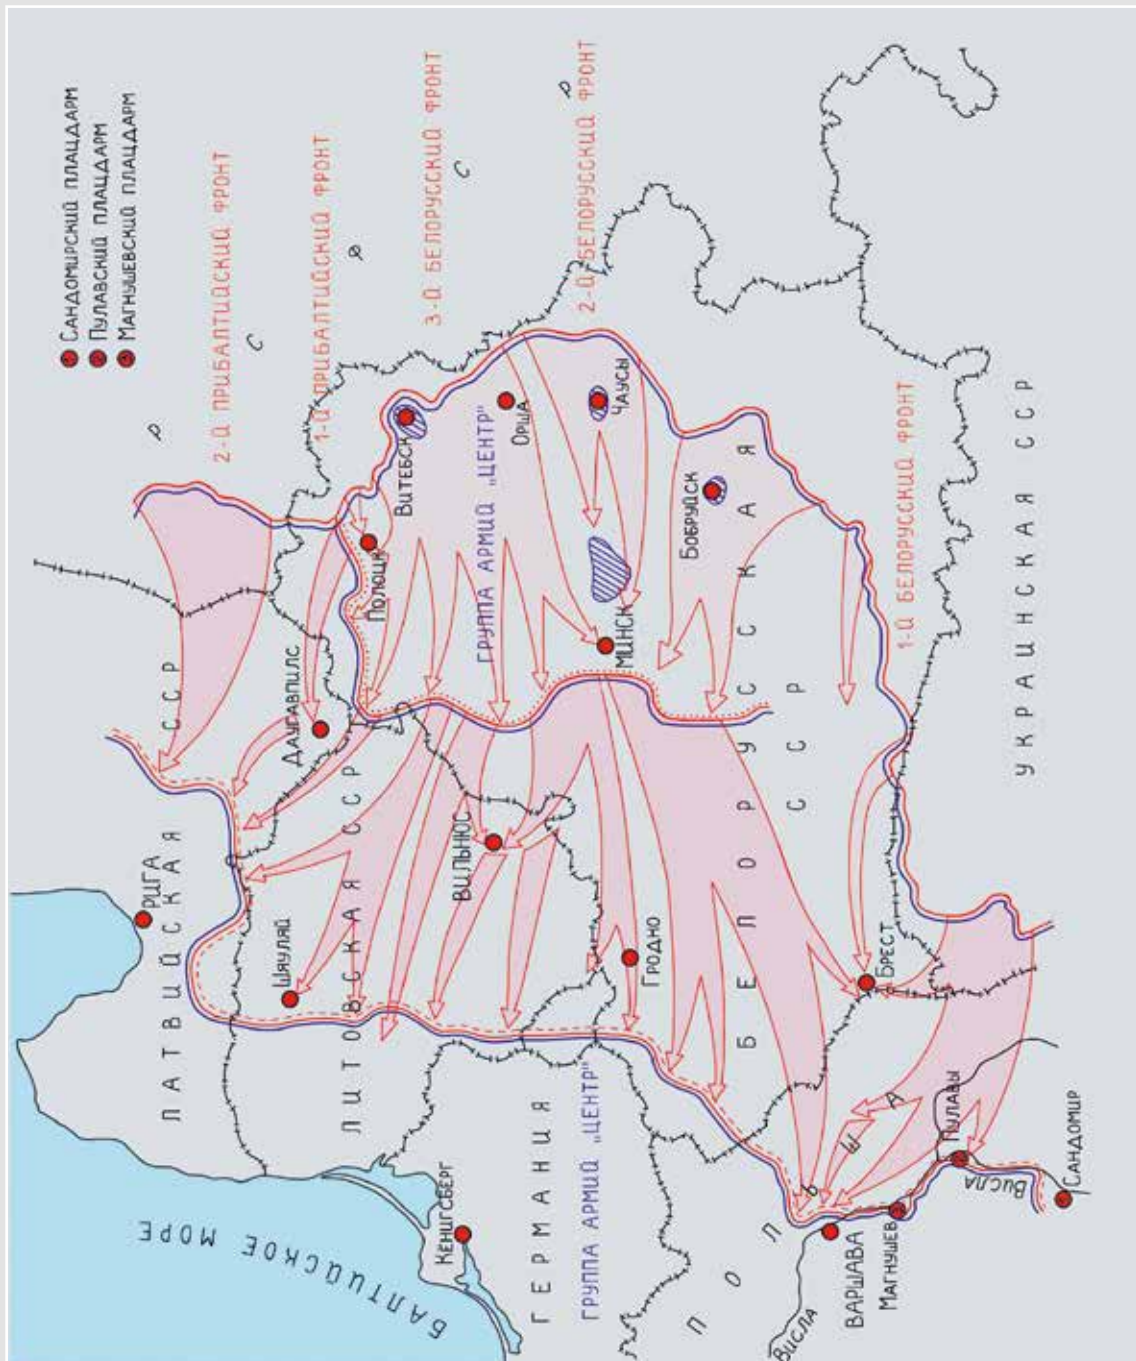 Сандомирский плацдарм
Пулавский плацдарм
Магнушевский плацдарм
2-й Прибалтийский фронт
1-й Прибалтийский фронт
3-й Белорусский фронт
2-й Белорусский фронт
1-й Белорусский фронт
Р
С
Ф
С
Р
Балтийское море
Латвийская ССР
Рига
Даугавпилс
Литовская ССР
Шяуляй
Вильнюс
Полоцк
Витебск
Орша
Чаусы
Бобруйск
Минск
Группа армий „Центр"
Белорусская
ССР
Гродно
Брест
Украинская ССР
Кенигсберг
Германия
Группа армий „Центр"
Польша
Варшава
Магнушев
Пулавы
Сандомир
Висла
Висла